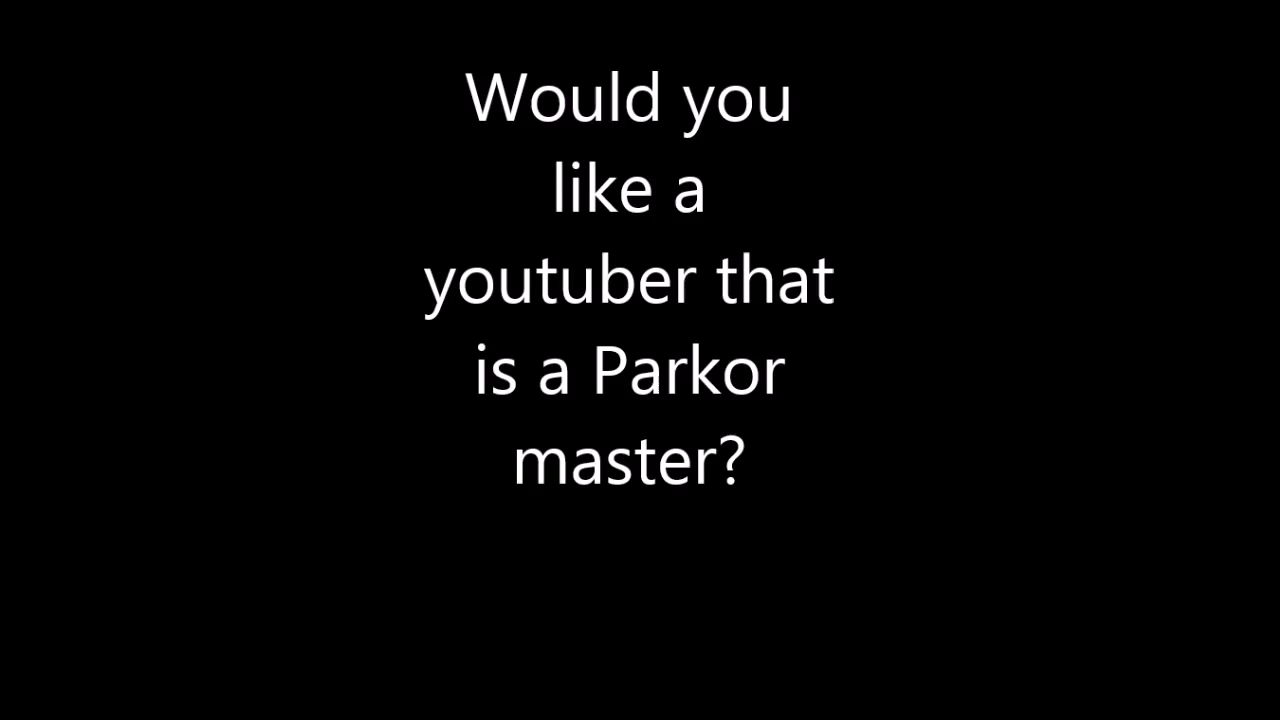 Would you
like a
youtuber that
is a Parkor
master?